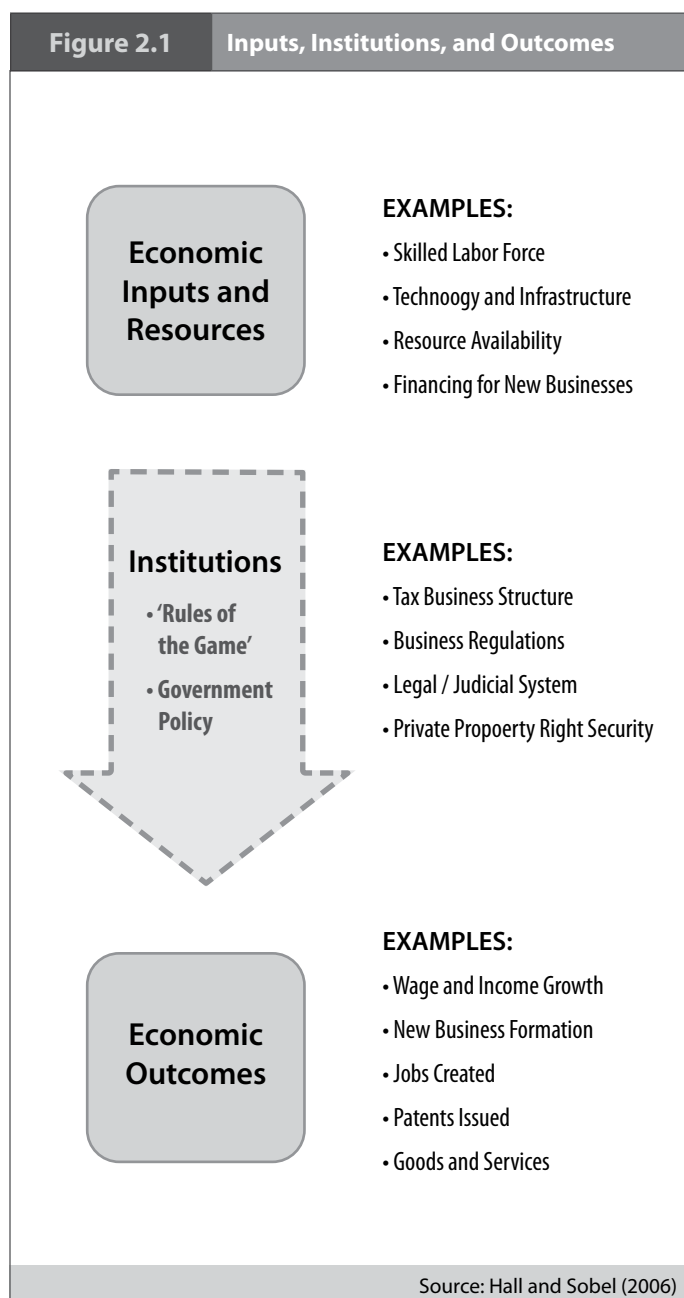 Figure 2.1 Inputs, Institutions, and Outcomes
Economic
Inputs and
Resources
EXAMPLES:
• Skilled Labor Force
• Technoogy and Infrastructure
• Resource Availability
• Financing for New Businesses
Institutions
• ‘Rules of
the Game’
• Government
Policy
EXAMPLES:
• Tax Business Structure
• Business Regulations
• Legal / Judicial System
• Private Propoerty Right Security
Economic
Outcomes
EXAMPLES:
• Wage and Income Growth
• New Business Formation
• Jobs Created
• Patents Issued
• Goods and Services
Source: Hall and Sobel (2006)